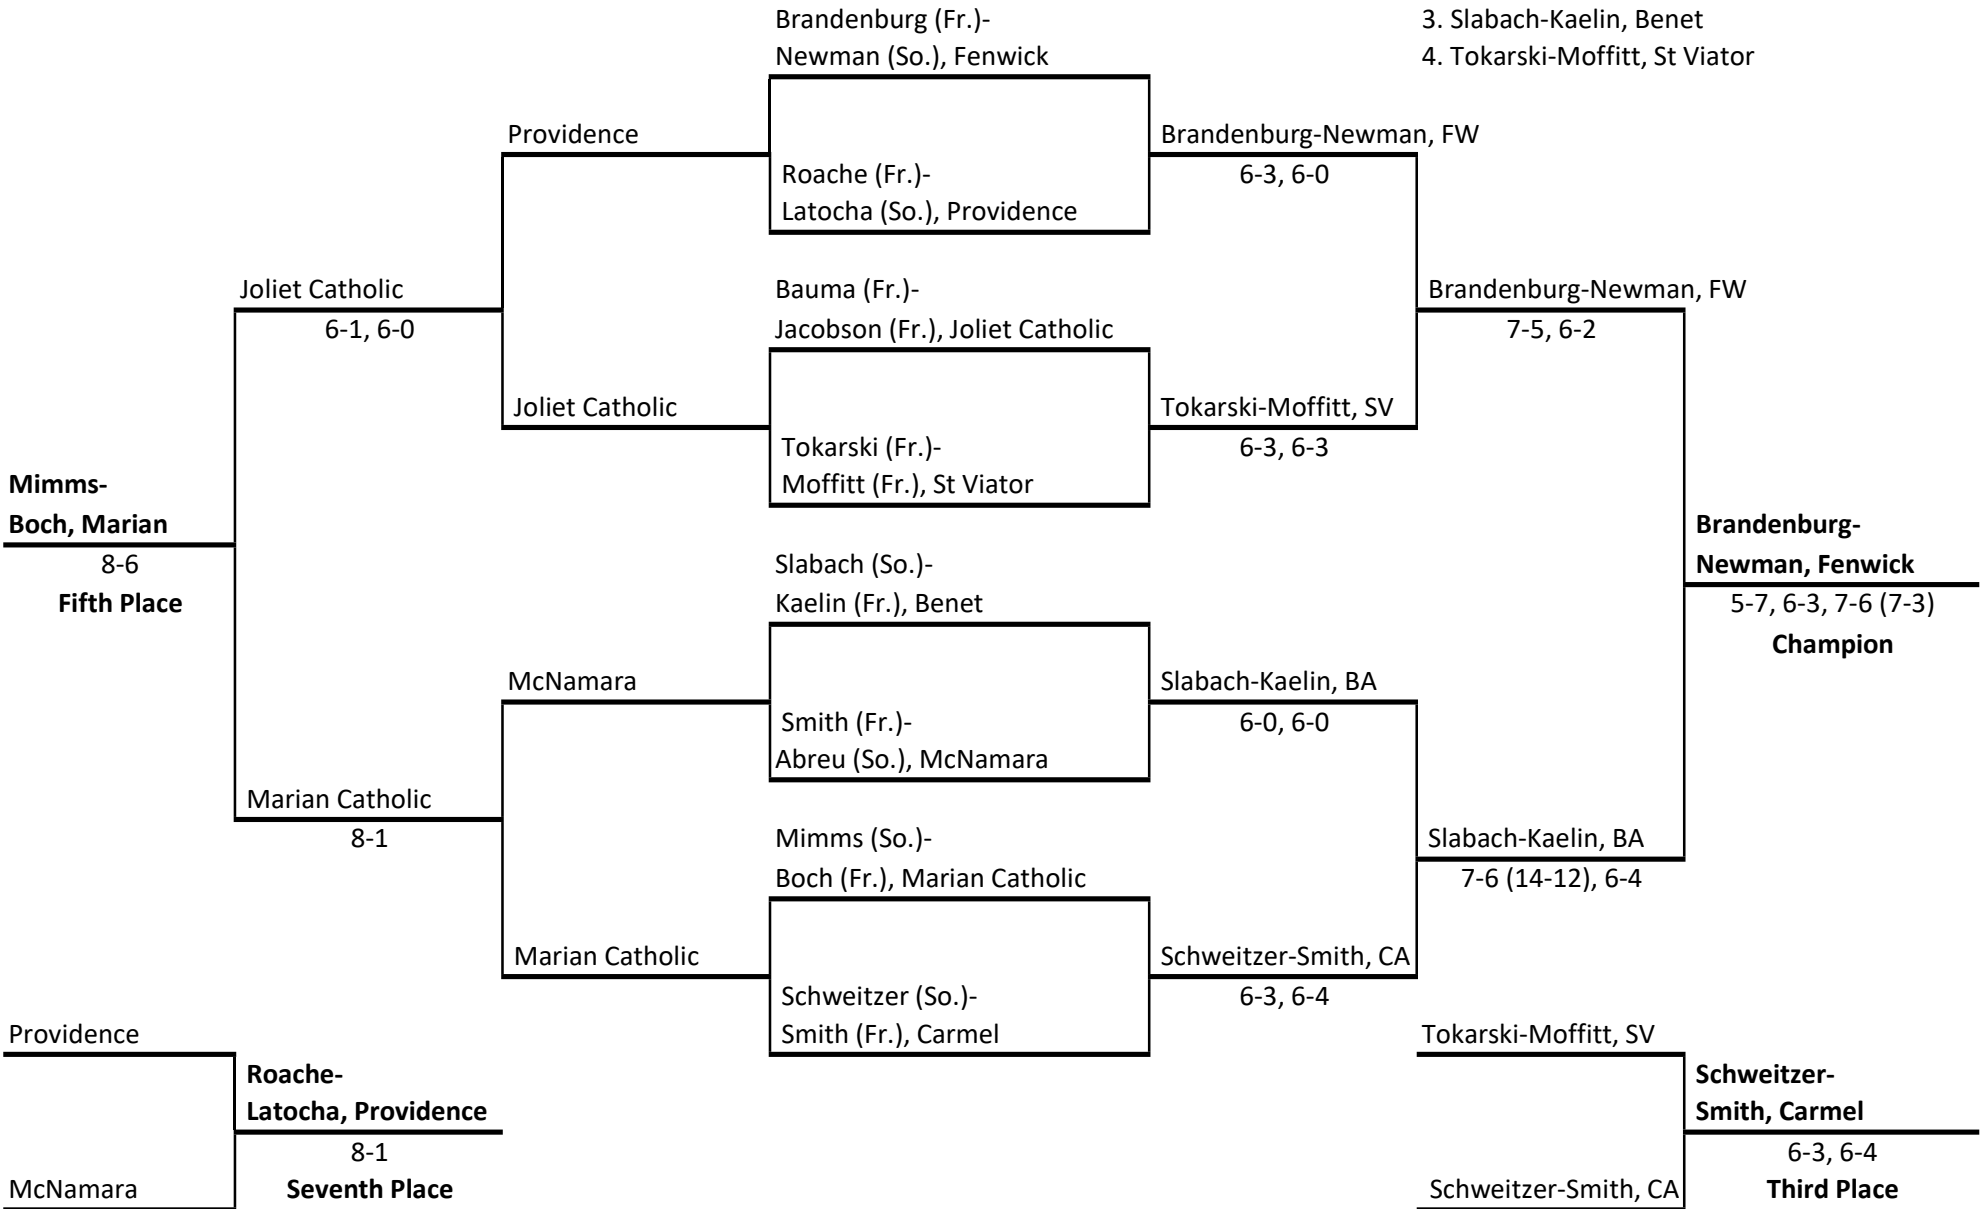 Brandenburg (Fr.)-
Newman (So.), Fenwick
3. Slabach-Kaelin, Benet
4. Tokarski-Moffitt, St Viator
Providence
Brandenburg-Newman, FW
6-3, 6-0
Roache (Fr.)-
Latocha (So.), Providence
Joliet Catholic
6-1, 6-0
Bauma (Fr.)-
Jacobson (Fr.), Joliet Catholic
Brandenburg-Newman, FW
7-5, 6-2
Joliet Catholic
Tokarski-Moffitt, SV
6-3, 6-3
Tokarski (Fr.)-
Moffitt (Fr.), St Viator
Mimms-
Boch, Marian
8-6
Fifth Place
Brandenburg-
Newman, Fenwick
5-7, 6-3, 7-6 (7-3)
Champion
Slabach (So.)-
Kaelin (Fr.), Benet
McNamara
Slabach-Kaelin, BA
6-0, 6-0
Smith (Fr.)-
Abreu (So.), McNamara
Marian Catholic
8-1
Mimms (So.)-
Boch (Fr.), Marian Catholic
Slabach-Kaelin, BA
7-6 (14-12), 6-4
Marian Catholic
Schweitzer-Smith, CA
6-3, 6-4
Schweitzer (So.)-
Smith (Fr.), Carmel
Providence
Roache-
Latocha, Providence
8-1
McNamara
Seventh Place
Tokarski-Moffitt, SV
Schweitzer-
Smith, Carmel
6-3, 6-4
Schweitzer-Smith, CA
Third Place